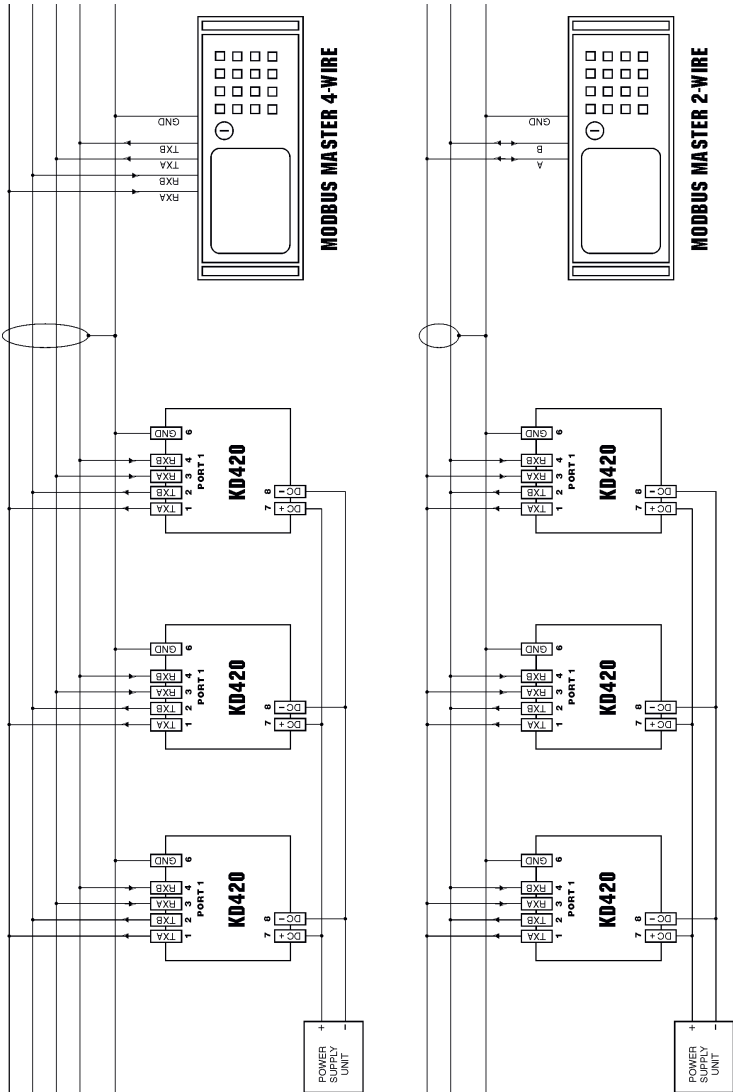 TXA TXB RXA RXB GND
1 2 3 4 6
PORT 1
KD420
7 8
DC + DC −
TXA TXB RXA RXB GND
1 2 3 4 6
PORT 1
KD420
7 8
DC + DC −
TXA TXB RXA RXB GND
1 2 3 4 6
PORT 1
KD420
7 8
DC + DC −
RXA
RXB
TXA
TXB
GND
MODBUS MASTER 4-WIRE
POWER
SUPPLY
UNIT
+
−
TXA TXB RXA RXB GND
1 2 3 4 6
PORT 1
KD420
7 8
DC + DC −
TXA TXB RXA RXB GND
1 2 3 4 6
PORT 1
KD420
7 8
DC + DC −
TXA TXB RXA RXB GND
1 2 3 4 6
PORT 1
KD420
7 8
DC + DC −
A
B
GND
MODBUS MASTER 2-WIRE
POWER
SUPPLY
UNIT
+
−